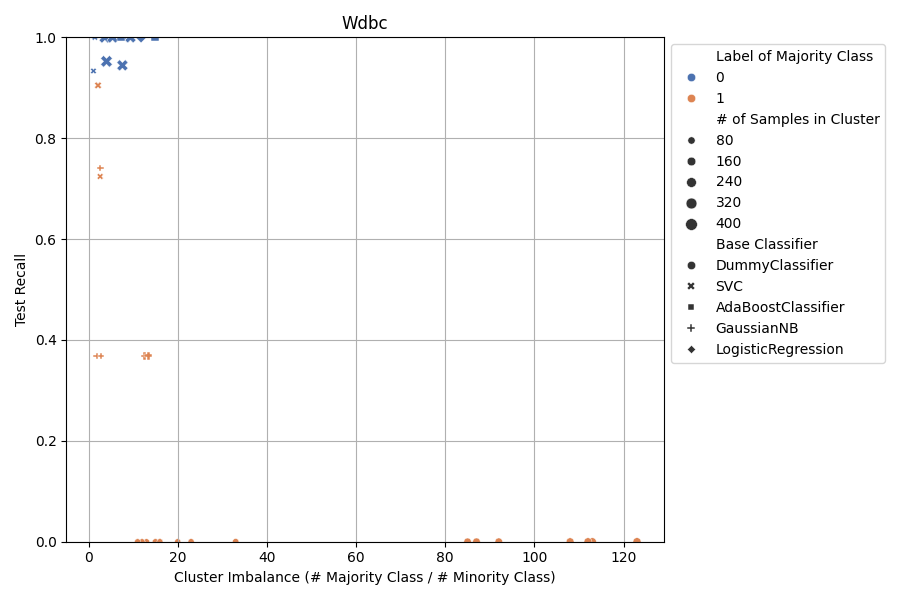 Wdbc
1.0
0.8
0.6
0.4
0.2
0.0
Test Recall
0 20 40 60 80 100 120
Cluster Imbalance (# Majority Class / # Minority Class)
Label of Majority Class
0
1
# of Samples in Cluster
80
160
240
320
400
Base Classifier
DummyClassifier
SVC
AdaBoostClassifier
GaussianNB
LogisticRegression